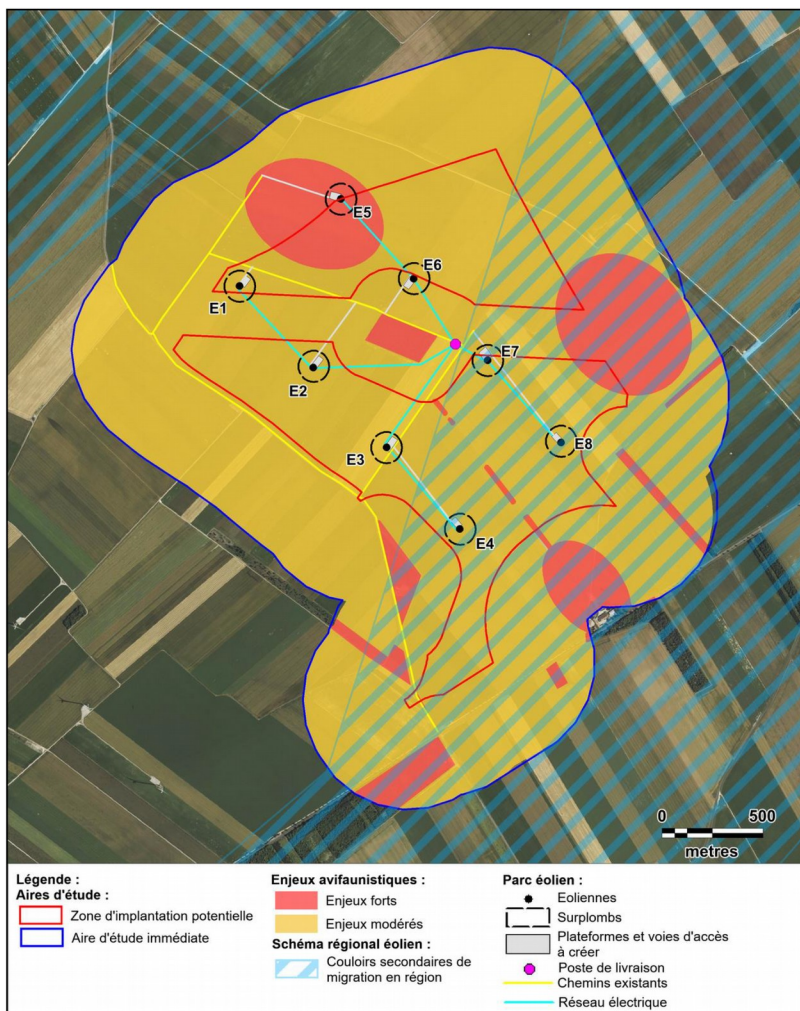 E5
E6
E1
E7
E2
E8
E3
E4
0 500
metres
Légende :
Aires d'étude :
Zone d'implantation potentielle
Aire d'étude immédiate
Enjeux avifaunistiques :
Enjeux forts
Enjeux modérés
Schéma régional éolien :
Couloirs secondaires de
migration en région
Parc éolien :
Eoliennes
Surplombs
Plateformes et voies d'accès
à créer
Poste de livraison
Chemins existants
Réseau électrique